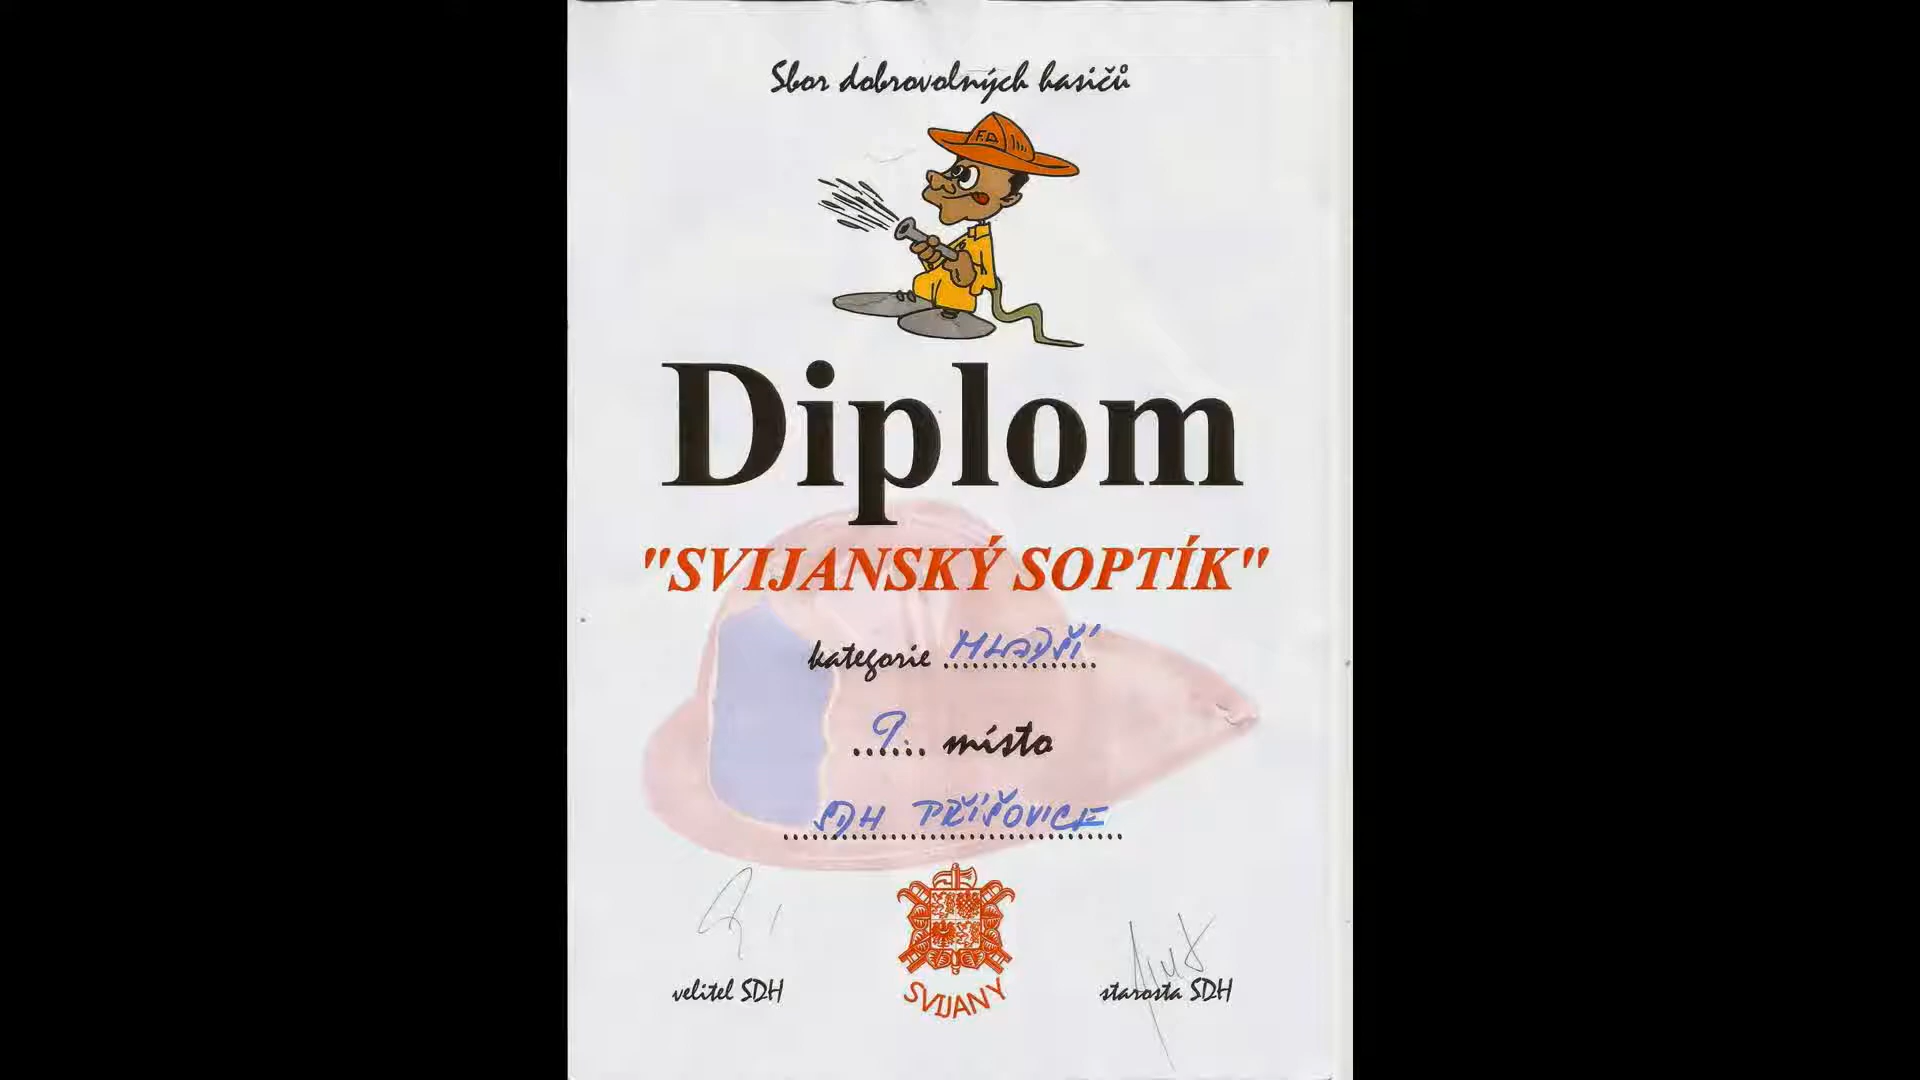 Sbor dobrovolných hasičů
F.D
Diplom
"SVIJANSKÝ SOPTÍK"
kategorie MLADŠÍ
9. místo
SDH PŘÍŠOVICE
velitel SDH
SVIJANY
starosta SDH